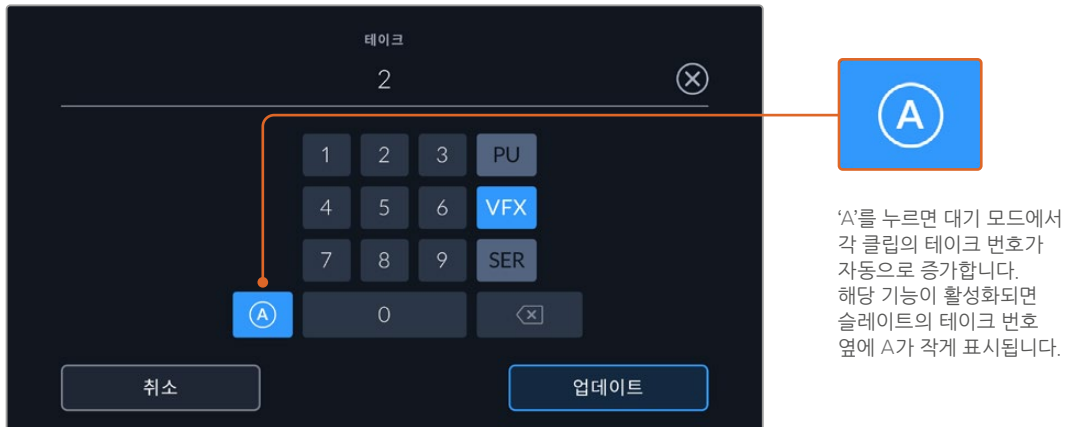 테이크
2
1 2 3 PU
4 5 6 VFX
7 8 9 SER
A 0
취소 업데이트
A
‘A’를 누르면 대기 모드에서
각 클립의 테이크 번호가
자동으로 증가합니다.
해당 기능이 활성화되면
슬레이트의 테이크 번호
옆에 A가 작게 표시됩니다.